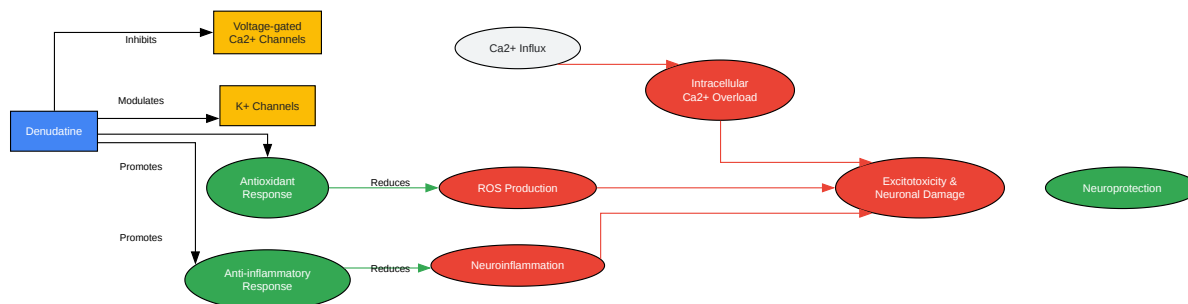 Voltage-gated
Ca2+ Channels
Inhibits
Ca2+ Influx
Intracellular
Ca2+ Overload
Modulates
K+ Channels
Denudatine
Promotes
Antioxidant
Response
Reduces
ROS Production
Excitotoxicity &
Neuronal Damage
Neuroprotection
Promotes
Anti-inflammatory
Response
Reduces
Neuroinflammation